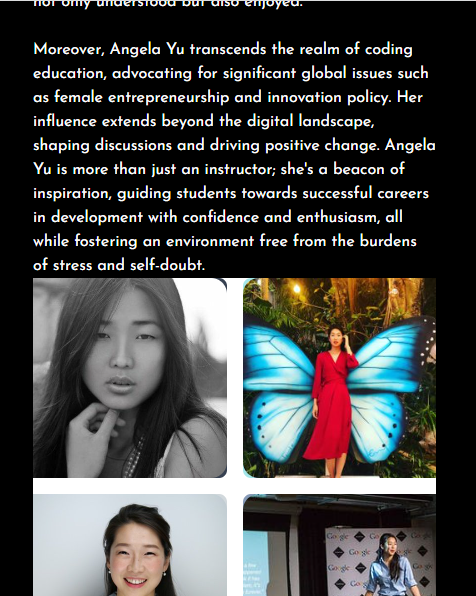 not only understood but also enjoyed.
Moreover, Angela Yu transcends the realm of coding
education, advocating for significant global issues such
as female entrepreneurship and innovation policy. Her
influence extends beyond the digital landscape,
shaping discussions and driving positive change. Angela
Yu is more than just an instructor; she's a beacon of
inspiration, guiding students towards successful careers
in development with confidence and enthusiasm, all
while fostering an environment free from the burdens
of stress and self-doubt.
Google
Google
Google